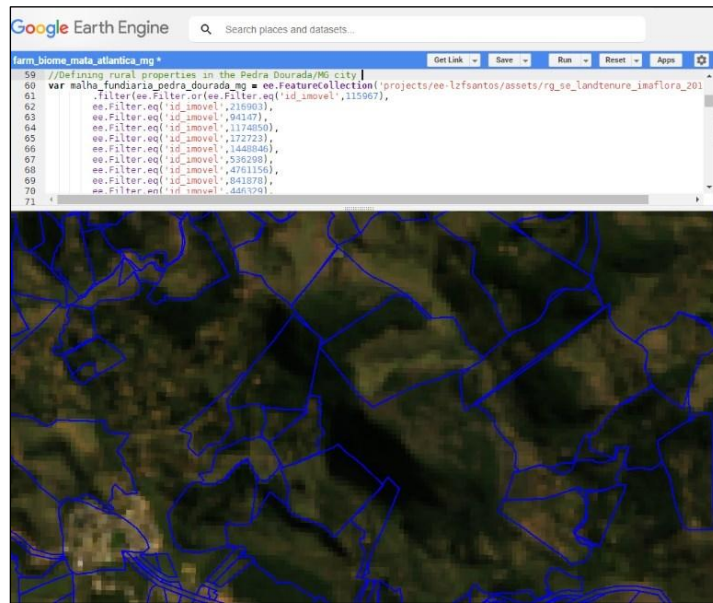 Google Earth Engine
Search places and datasets...
farm_biome_mata_atlantica_mg *
Get Link
Save
Run
Reset
Apps
59 //Defining rural properties in the Pedra Dourada/MG city
60 var malha_fundiaria_pedra_dourada_mg = ee.FeatureCollection('projects/ee-lzfsantos/assets/rg_se_landtenure_imaflora_201
61 .filter(ee.Filter.or(ee.Filter.eq('id_imovel',115967),
62 ee.Filter.eq('id_imovel',216903),
63 ee.Filter.eq('id_imovel',94147),
64 ee.Filter.eq('id_imovel',1174850),
65 ee.Filter.eq('id_imovel',172723),
66 ee.Filter.eq('id_imovel',1448846),
67 ee.Filter.eq('id_imovel',536298),
68 ee.Filter.eq('id_imovel',4761156),
69 ee.Filter.eq('id_imovel',841878),
70 ee.Filter.eq('id_imovel',446329),
71